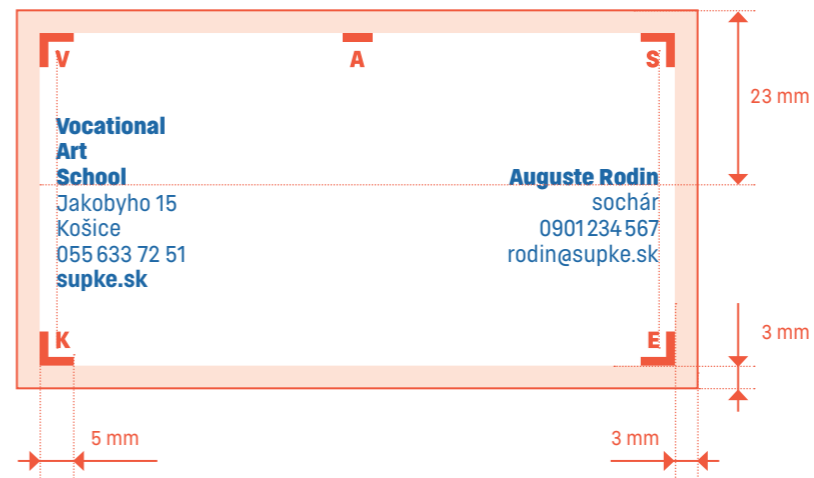 V A S
23 mm
Vocational
Art
School
Jakobyho 15
Košice
055 633 72 51
supke.sk
Auguste Rodin
sochár
0901 234 567
rodin@supke.sk
3 mm
K E
5 mm
3 mm